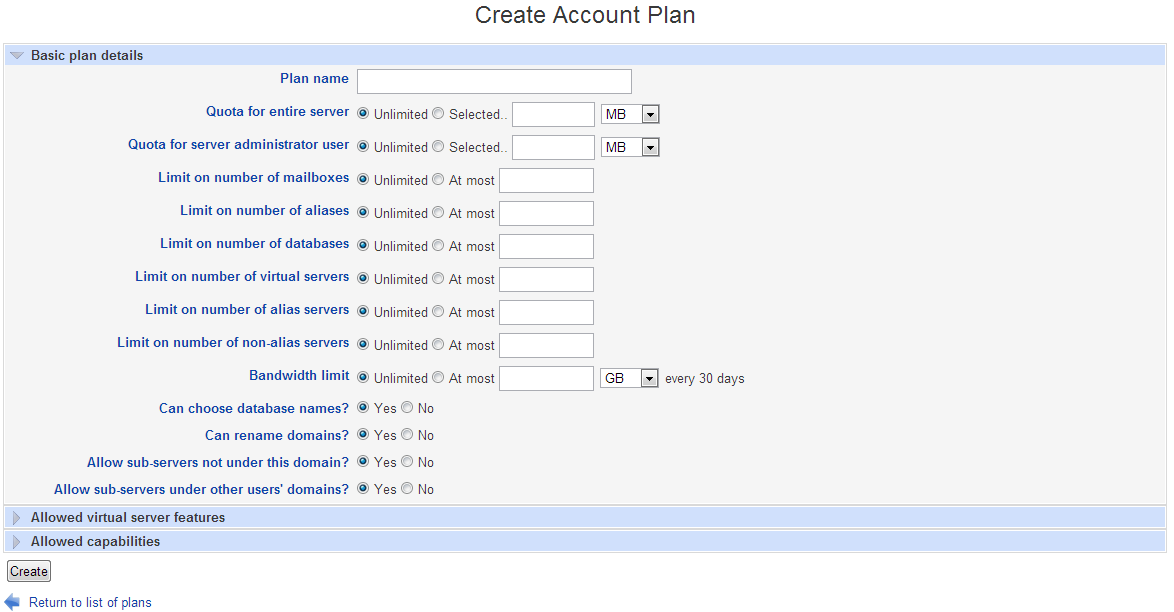 Create Account Plan
Basic plan details
Plan name
Quota for entire server Unlimited Selected.. MB
Quota for server administrator user Unlimited Selected.. MB
Limit on number of mailboxes Unlimited At most
Limit on number of aliases Unlimited At most
Limit on number of databases Unlimited At most
Limit on number of virtual servers Unlimited At most
Limit on number of alias servers Unlimited At most
Limit on number of non-alias servers Unlimited At most
Bandwidth limit Unlimited At most GB every 30 days
Can choose database names? Yes No
Can rename domains? Yes No
Allow sub-servers not under this domain? Yes No
Allow sub-servers under other users' domains? Yes No
Allowed virtual server features
Allowed capabilities
Create
Return to list of plans